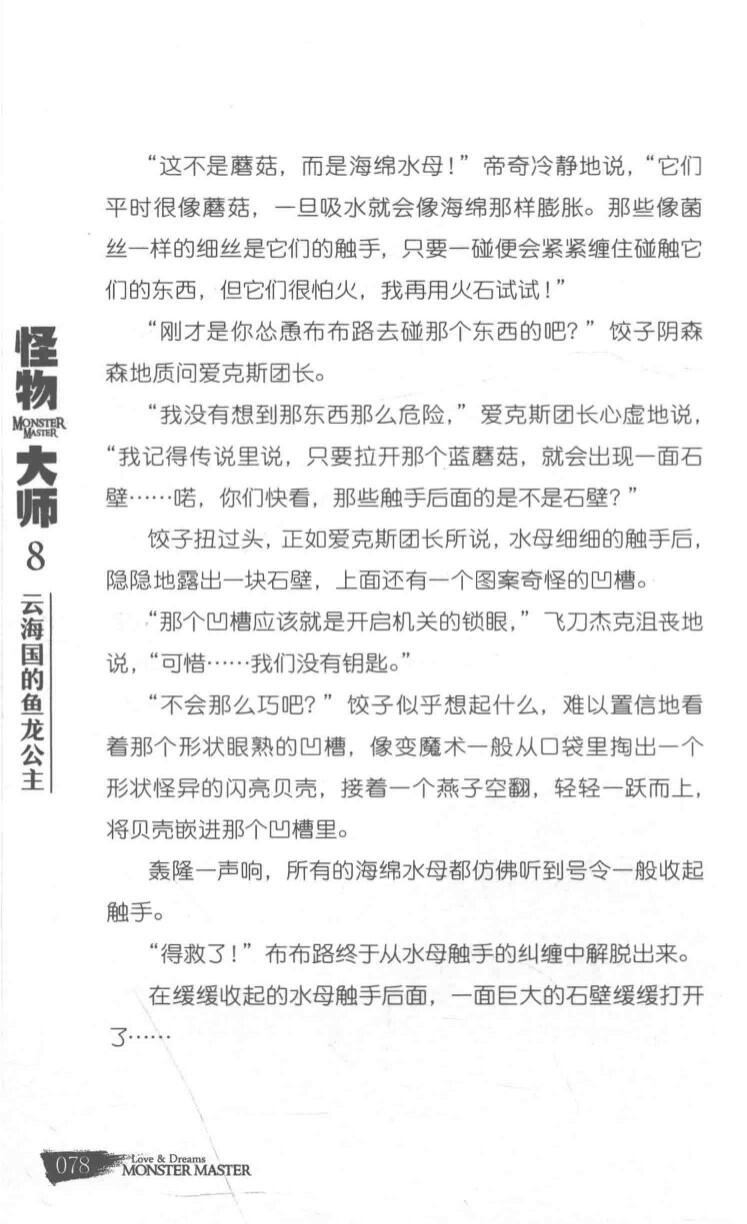 “这不是蘑菇，而是海绵水母！”帝奇冷静地说，“它们
平时很像蘑菇，一旦吸水就会像海绵那样膨胀。那些像菌
丝一样的细丝是它们的触手，只要一碰便会紧紧缠住碰触它
们的东西，但它们很怕火，我再用火石试试！”
“刚才是你怂恿布布路去碰那个东西的吧？”饺子阴森
森地质问爱克斯团长。
“我没有想到那东西那么危险，”爱克斯团长心虚地说，
“我记得传说里说，只要拉开那个蓝蘑菇，就会出现一面石
壁……喏，你们快看，那些触手后面的是不是石壁？”
饺子扭过头，正如爱克斯团长所说，水母细细的触手后，
隐隐地露出一块石壁，上面还有一个图案奇怪的凹槽。
“那个凹槽应该就是开启机关的锁眼，”飞刀杰克沮丧地
说，“可惜……我们没有钥匙。”
“不会那么巧吧？”饺子似乎想起什么，难以置信地看
着那个形状眼熟的凹槽，像变魔术一般从口袋里掏出一个
形状怪异的闪亮贝壳，接着一个燕子空翻，轻轻一跃而上，
将贝壳嵌进那个凹槽里。
轰隆一声响，所有的海绵水母都仿佛听到号令一般收起
触手。
“得救了！”布布路终于从水母触手的纠缠中解脱出来。
在缓缓收起的水母触手后面，一面巨大的石壁缓缓打开
了……
怪物
MONSTER
MASTER
大师
8
云海国的鱼龙公主
078
Love & Dreams
MONSTER MASTER